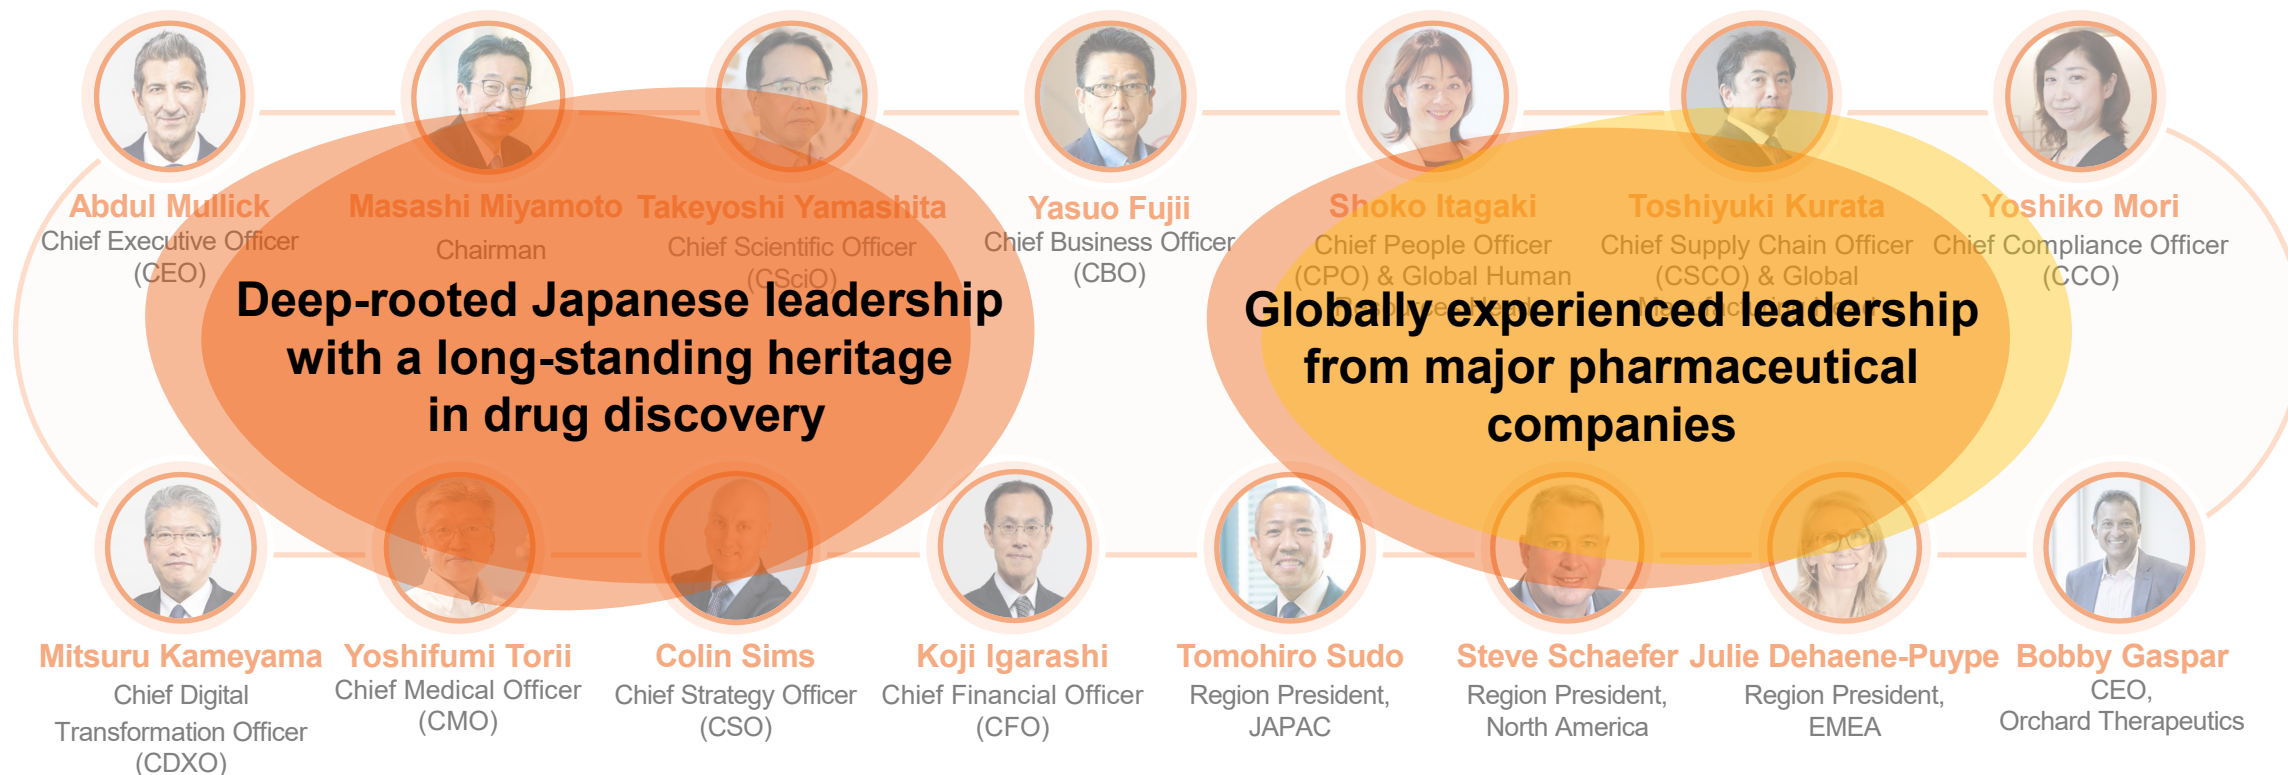 Abdul Mullick
Chief Executive Officer
(CEO)
Masashi Miyamoto
Chairman
Takeyoshi Yamashita
Chief Scientific Officer
(CSciO)
Yasuo Fujii
Chief Business Officer
(CBO)
Shoko Itagaki
Chief People Officer
(CPO) & Global Human
Resources Head
Toshiyuki Kurata
Chief Supply Chain Officer
(CSCO) & Global
Manufacturing Head
Yoshiko Mori
Chief Compliance Officer
(CCO)
Deep-rooted Japanese leadership
with a long-standing heritage
in drug discovery
Globally experienced leadership
from major pharmaceutical
companies
Mitsuru Kameyama
Chief Digital
Transformation Officer
(CDXO)
Yoshifumi Torii
Chief Medical Officer
(CMO)
Colin Sims
Chief Strategy Officer
(CSO)
Koji Igarashi
Chief Financial Officer
(CFO)
Tomohiro Sudo
Region President,
JAPAC
Steve Schaefer
Region President,
North America
Julie Dehaene-Puype
Region President,
EMEA
Bobby Gaspar
CEO,
Orchard Therapeutics